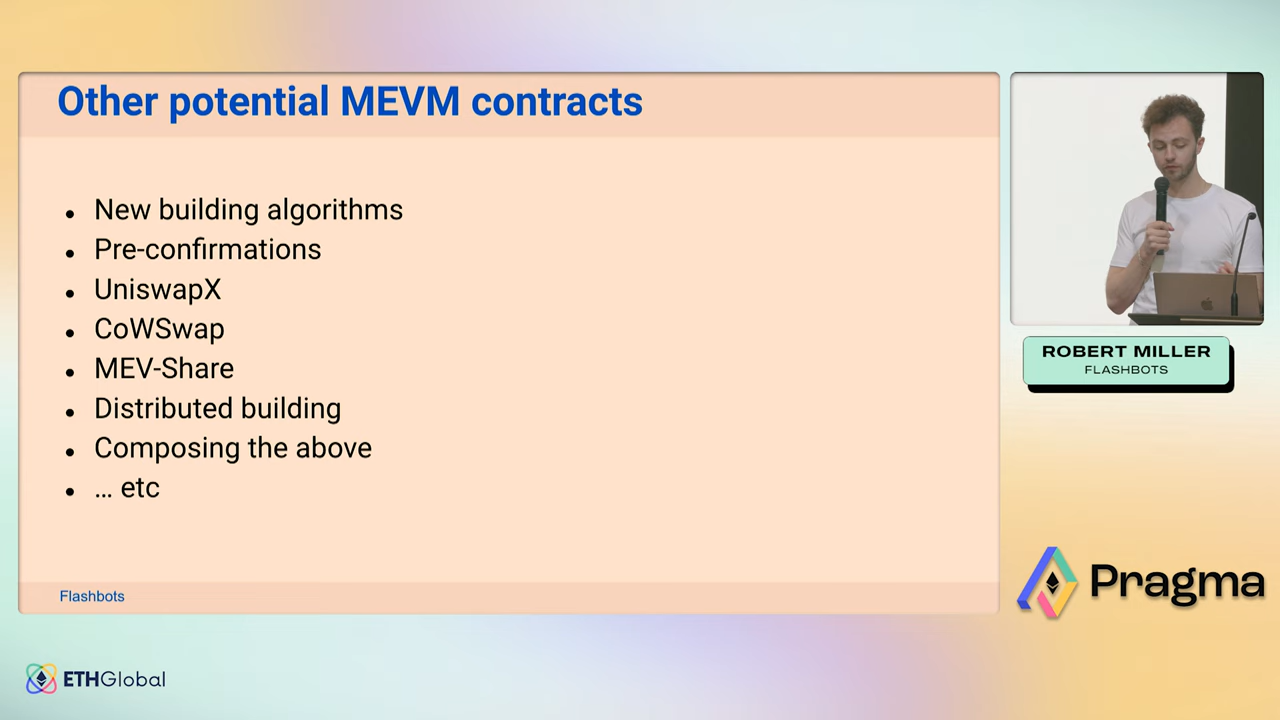 Other potential MEVM contracts
● New building algorithms
● Pre-confirmations
● UniswapX
● CoWSwap
● MEV-Share
● Distributed building
● Composing the above
● … etc
Flashbots
ROBERT MILLER
FLASHBOTS
Pragma
ETHGlobal